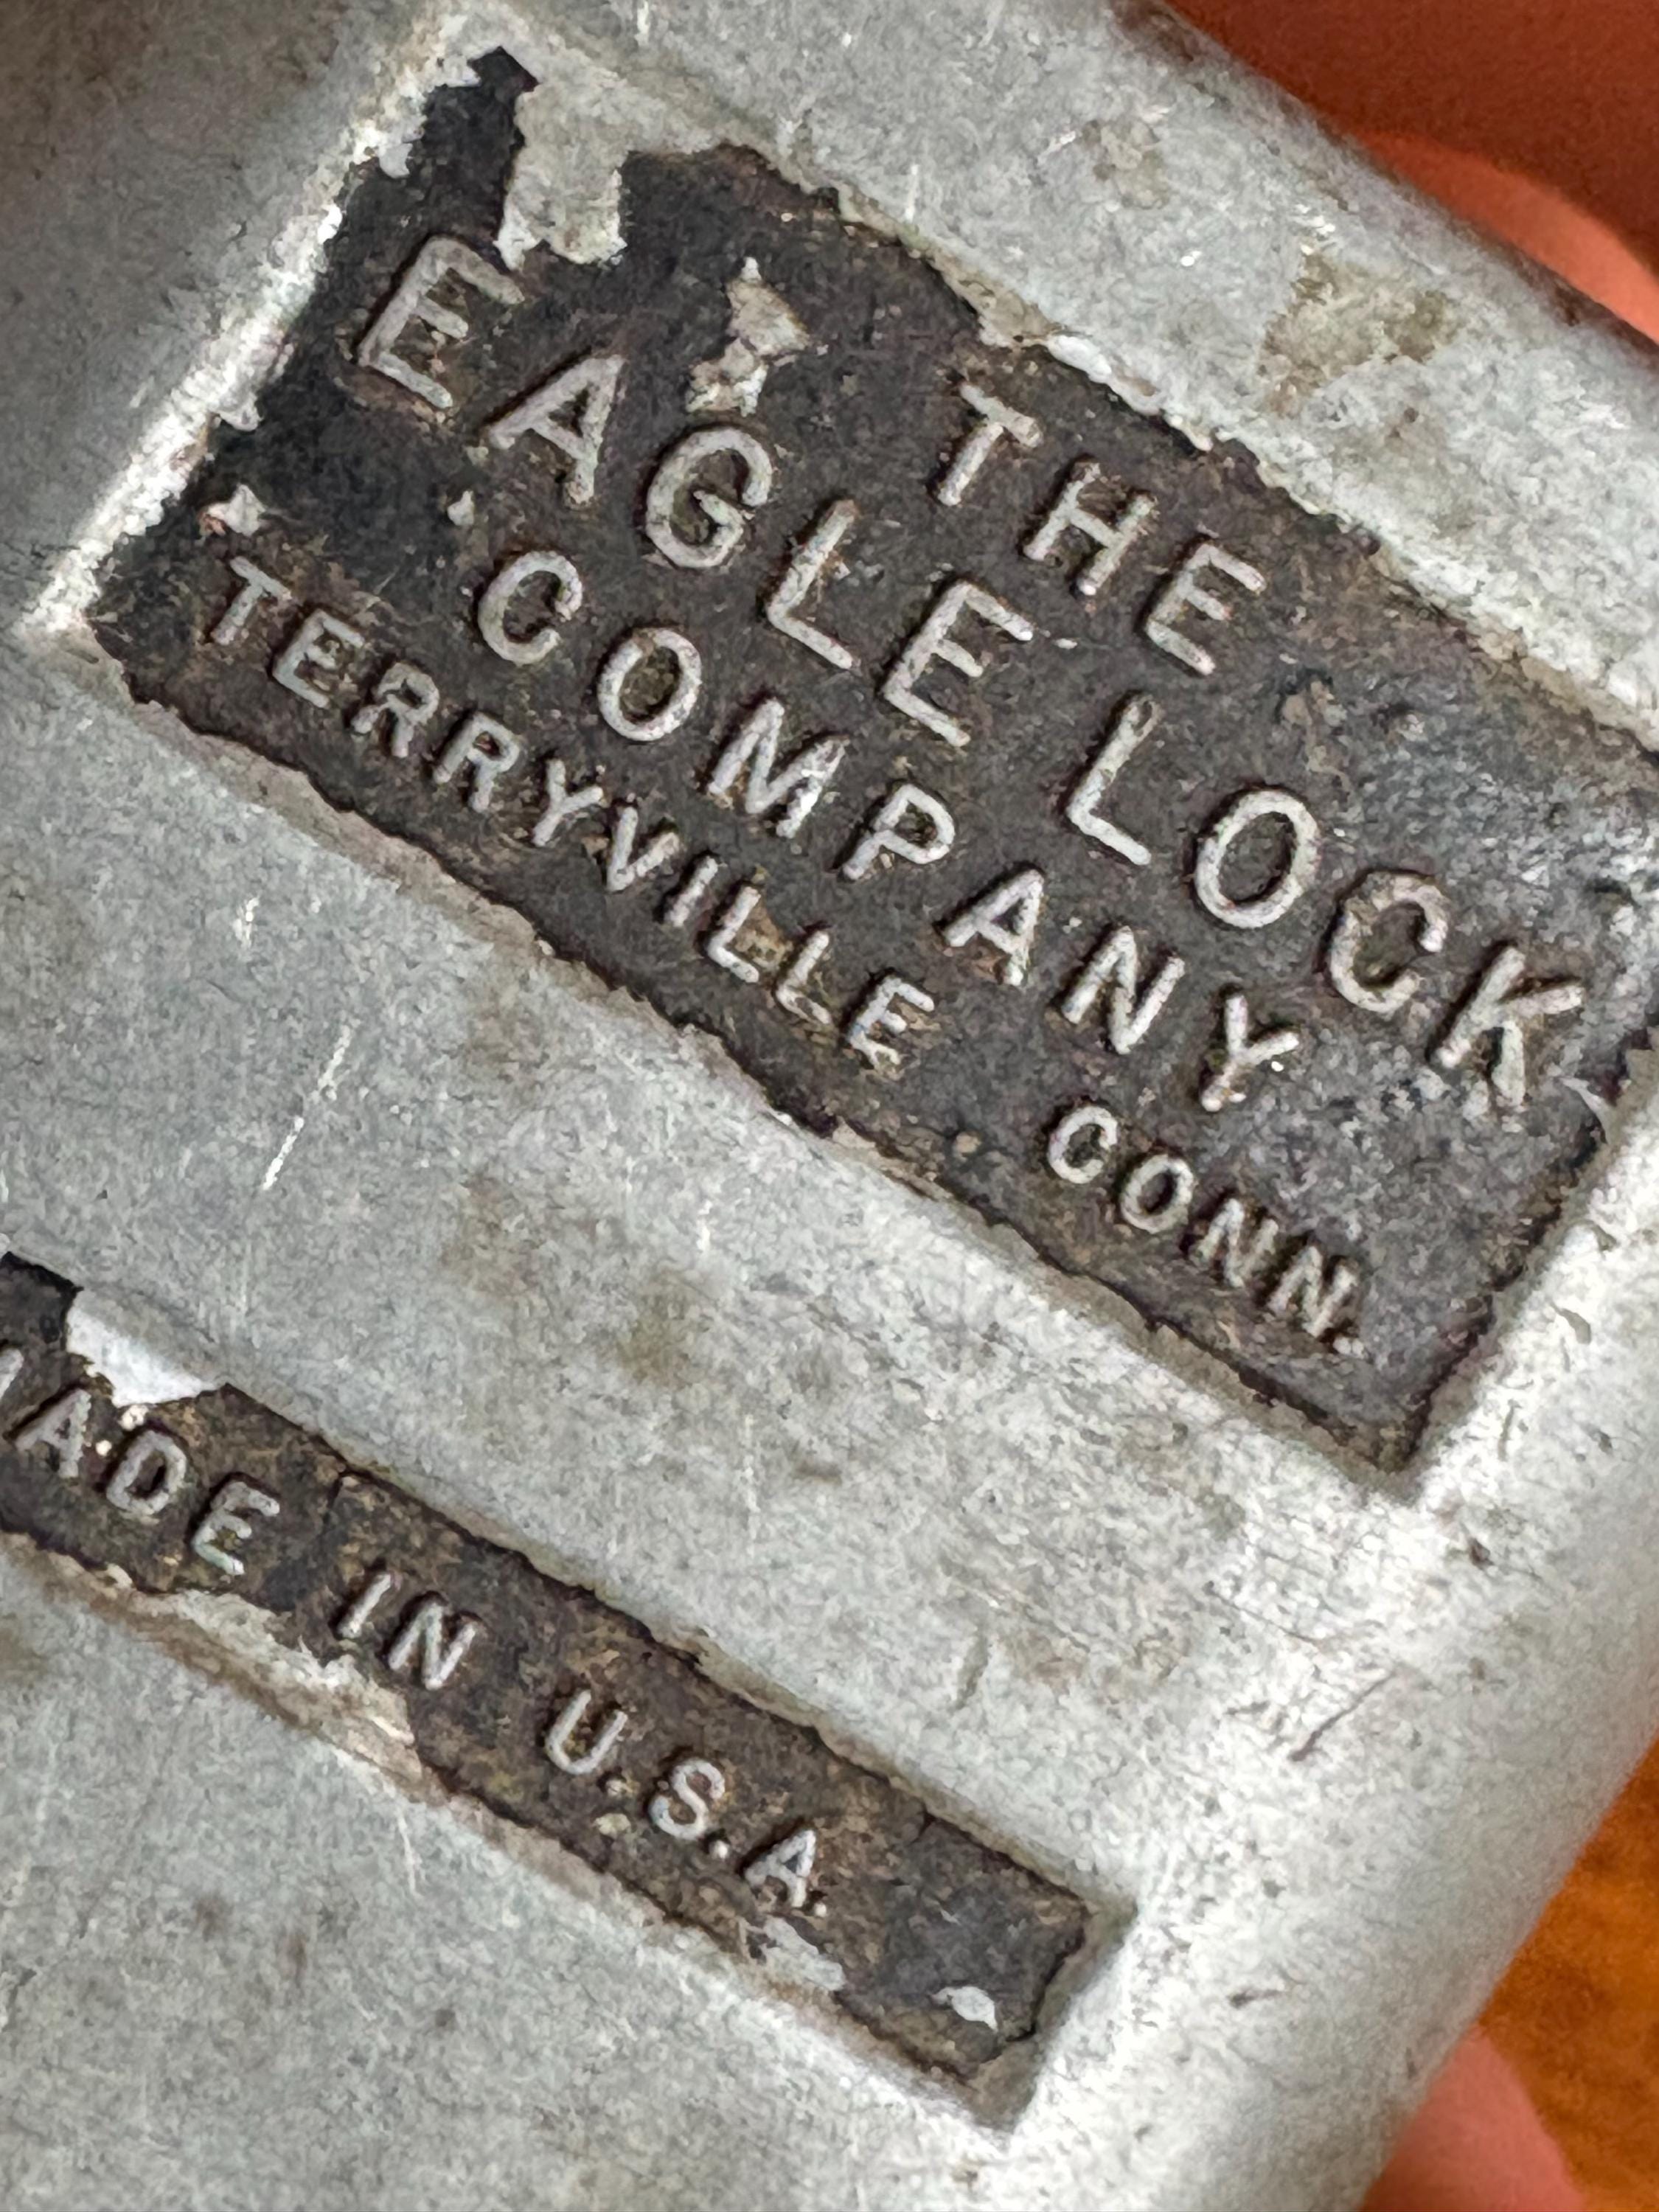 THE
EAGLE LOCK
COMPANY
TERRYVILLE CONN.
MADE IN U.S.A.